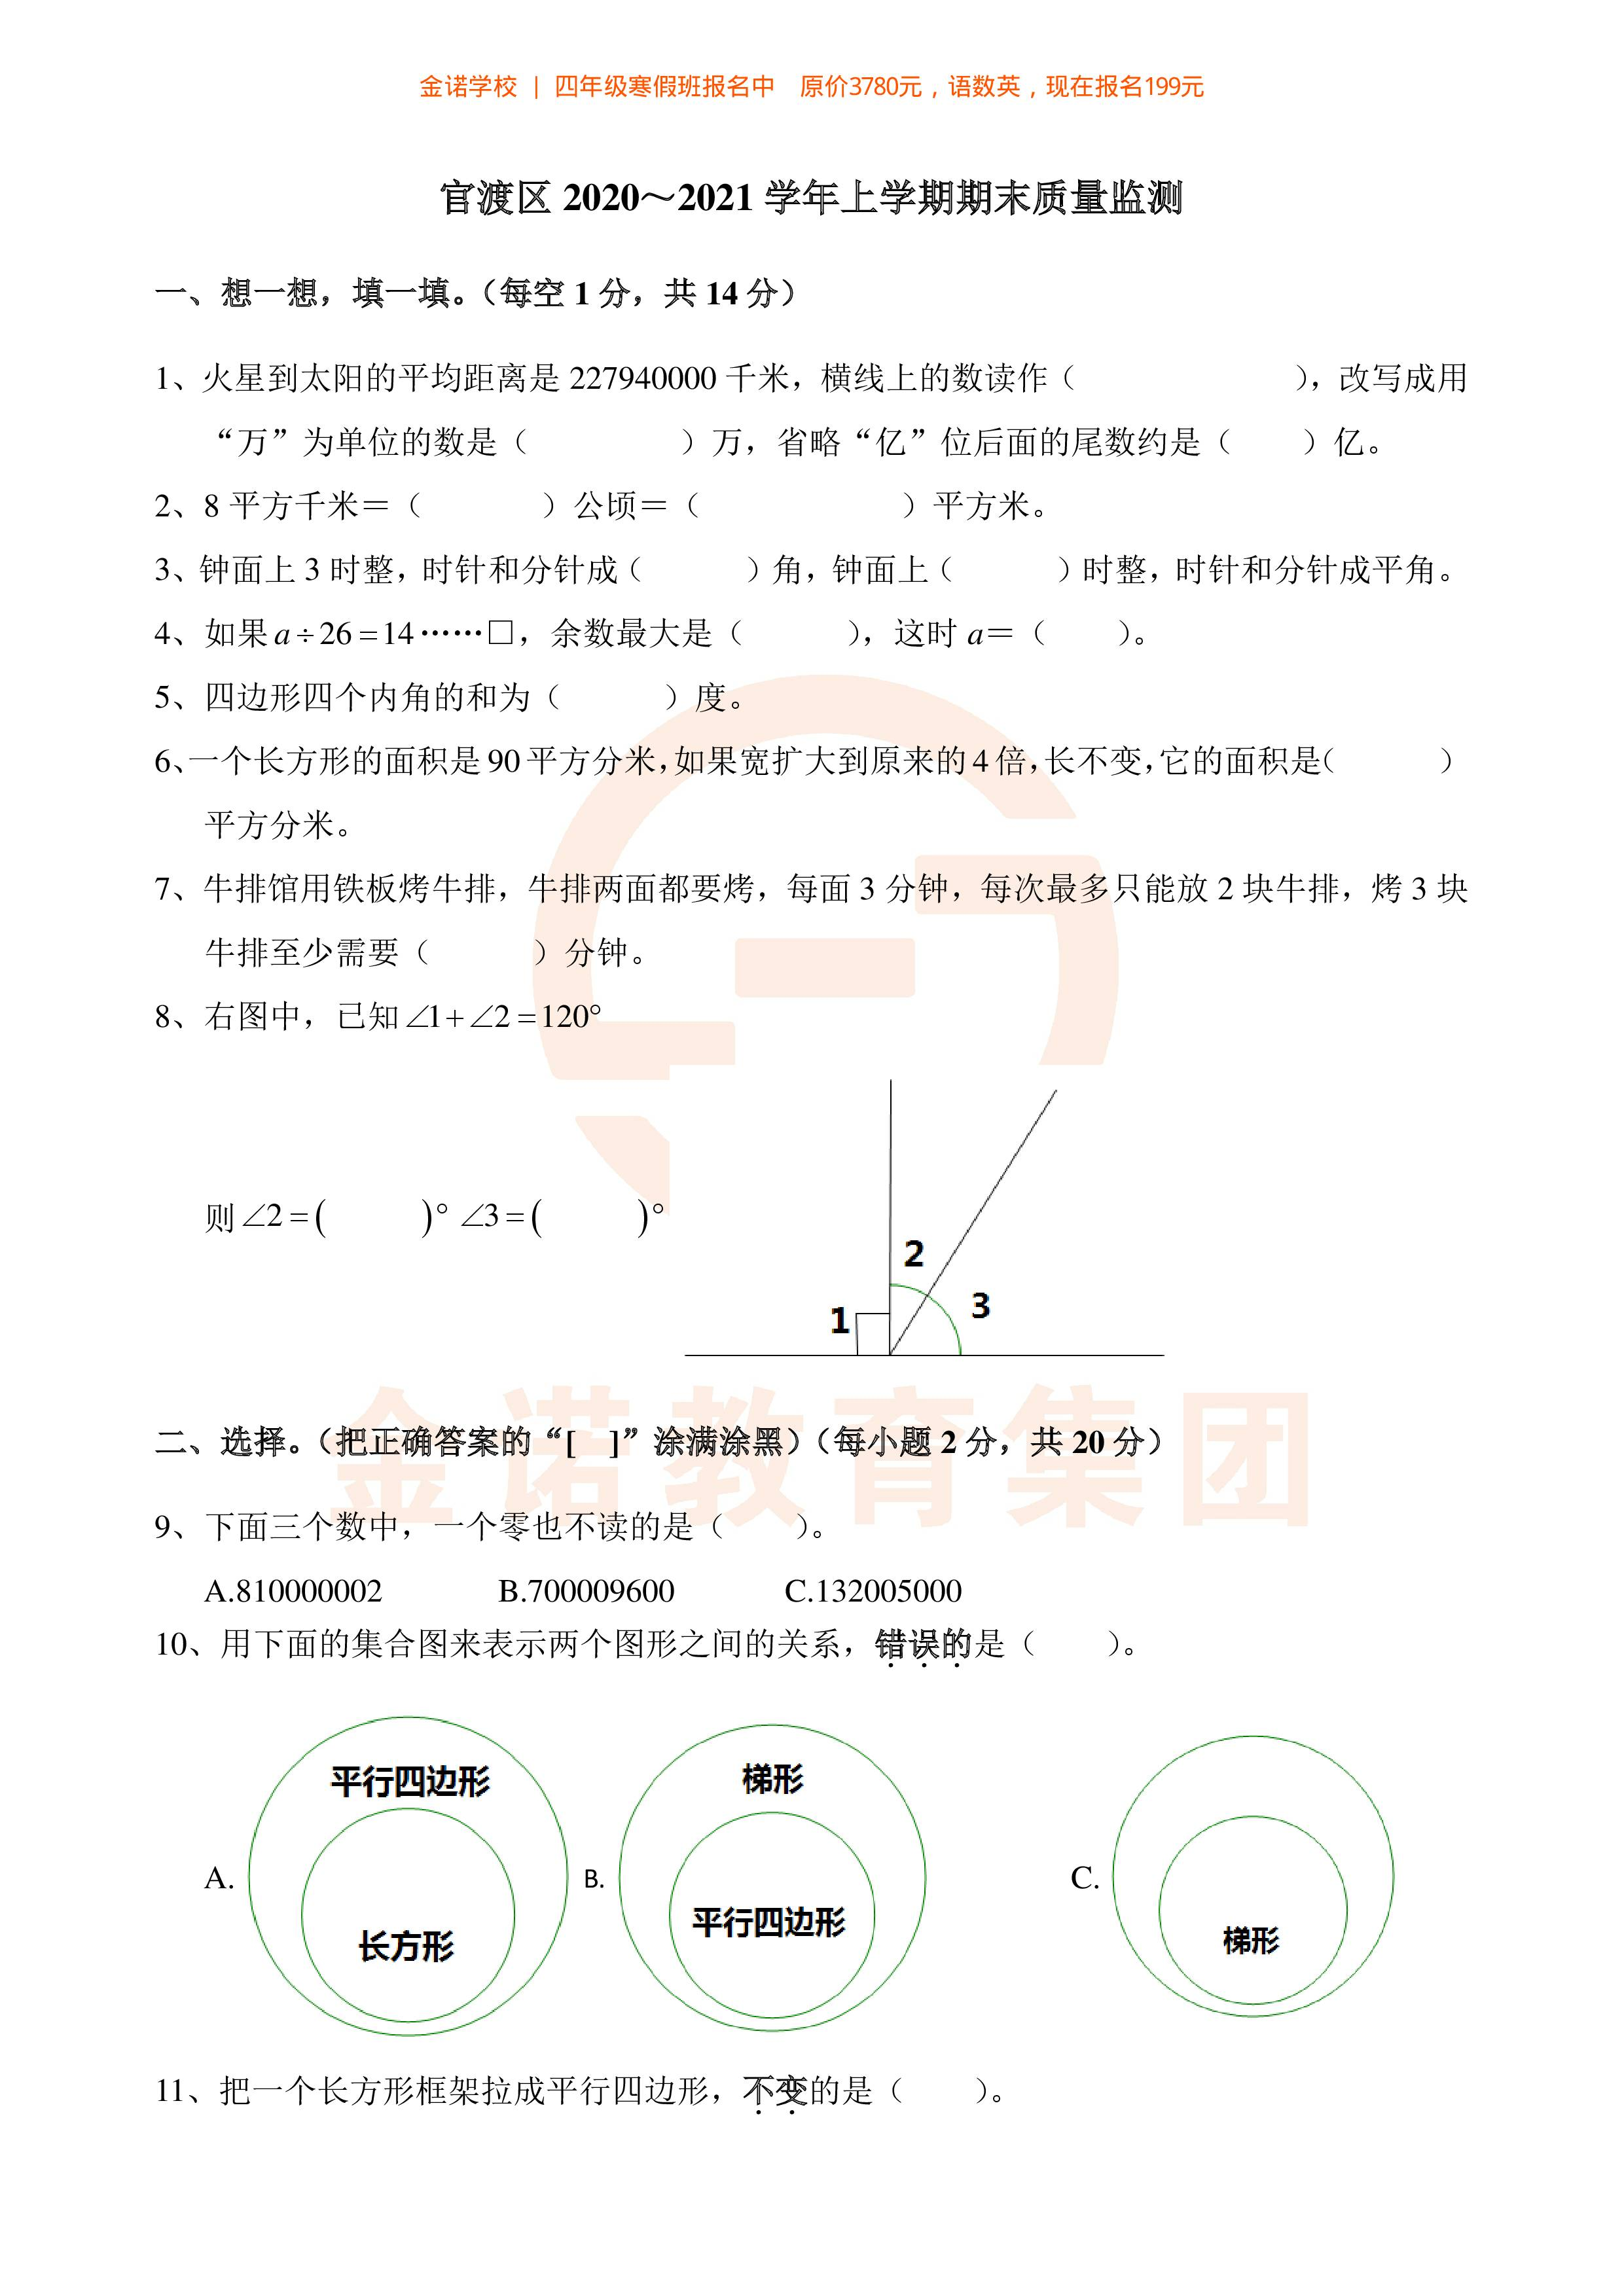 金诺学校 | 四年级寒假班报名中 原价3780元，语数英，现在报名199元
官渡区 2020～2021 学年上学期期末质量监测
一、想一想，填一填。（每空 1 分，共 14 分）
1、火星到太阳的平均距离是 227940000 千米，横线上的数读作（ ），改写成用
“万”为单位的数是（ ）万，省略“亿”位后面的尾数约是（ ）亿。
2、8 平方千米＝（ ）公顷＝（ ）平方米。
3、钟面上 3 时整，时针和分针成（ ）角，钟面上（ ）时整，时针和分针成平角。
4、如果 a÷26=14……□，余数最大是（ ），这时 a＝（ ）。
5、四边形四个内角的和为（ ）度。
6、一个长方形的面积是 90 平方分米，如果宽扩大到原来的 4 倍，长不变，它的面积是（ ）
平方分米。
7、牛排馆用铁板烤牛排，牛排两面都要烤，每面 3 分钟，每次最多只能放 2 块牛排，烤 3 块
牛排至少需要（ ）分钟。
8、右图中，已知∠1+∠2=120°
则∠2=( )° ∠3=( )°
2
3
1
金诺教育集团
二、选择。（把正确答案的“[ ]”涂满涂黑）（每小题 2 分，共 20 分）
9、下面三个数中，一个零也不读的是（ ）。
A.810000002 B.700009600 C.132005000
10、用下面的集合图来表示两个图形之间的关系，错误的是（ ）。
平行四边形 梯形
A. B. C.
长方形 平行四边形 梯形
11、把一个长方形框架拉成平行四边形，不变的是（ ）。